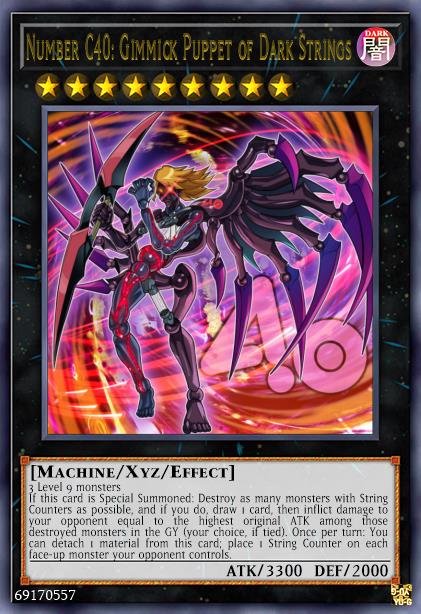 Number C40: Gimmick Puppet of Dark Strings
DARK
闇
40
[Machine/Xyz/Effect]
3 Level 9 monsters
If this card is Special Summoned: Destroy as many monsters with String
Counters as possible, and if you do, draw 1 card, then inflict damage to
your opponent equal to the highest original ATK among those
destroyed monsters in the GY (your choice, if tied). Once per turn: You
can detach 1 material from this card; place 1 String Counter on each
face-up monster your opponent controls.
ATK/3300 DEF/2000
69170557